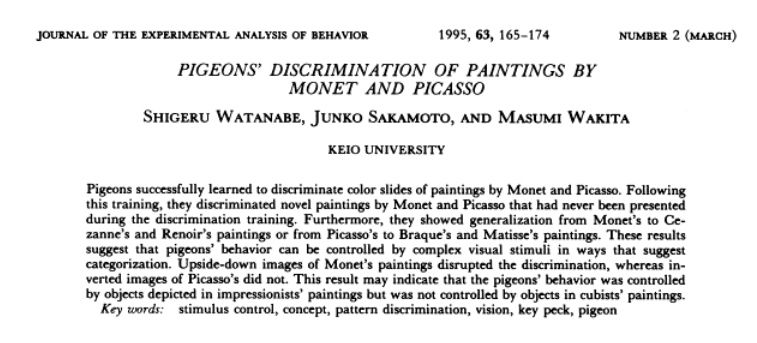 JOURNAL OF THE EXPERIMENTAL ANALYSIS OF BEHAVIOR 1995, 63, 165–174 NUMBER 2 (MARCH)
PIGEONS' DISCRIMINATION OF PAINTINGS BY
MONET AND PICASSO
SHIGERU WATANABE, JUNKO SAKAMOTO, AND MASUMI WAKITA
KEIO UNIVERSITY
Pigeons successfully learned to discriminate color slides of paintings by Monet and Picasso. Following
this training, they discriminated novel paintings by Monet and Picasso that had never been presented
during the discrimination training. Furthermore, they showed generalization from Monet's to Ce-
zanne's and Renoir's paintings or from Picasso's to Braque's and Matisse's paintings. These results
suggest that pigeons' behavior can be controlled by complex visual stimuli in ways that suggest
categorization. Upside-down images of Monet's paintings disrupted the discrimination, whereas in-
verted images of Picasso's did not. This result may indicate that the pigeons' behavior was controlled
by objects depicted in impressionists' paintings but was not controlled by objects in cubists' paintings.
Key words: stimulus control, concept, pattern discrimination, vision, key peck, pigeon